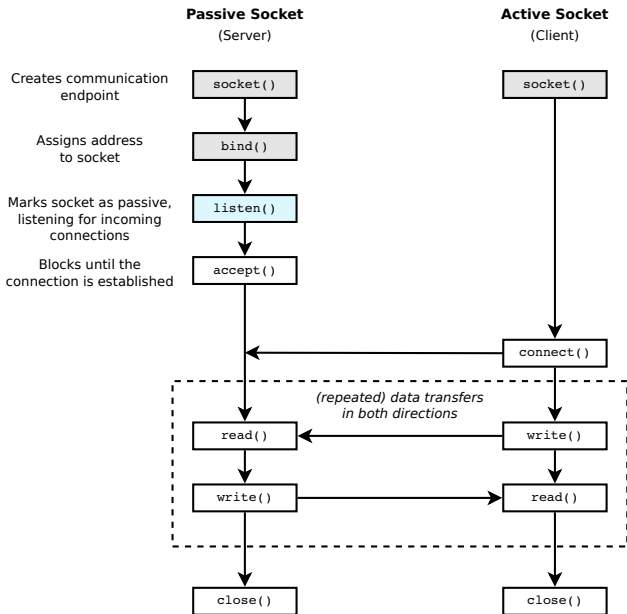 Passive Socket
(Server)
Active Socket
(Client)
Creates communication
endpoint
socket()
socket()
Assigns address
to socket
bind()
Marks socket as passive,
listening for incoming
connections
listen()
Blocks until the
connection is established
accept()
connect()
(repeated) data transfers
in both directions
read()
write()
write()
read()
close()
close()